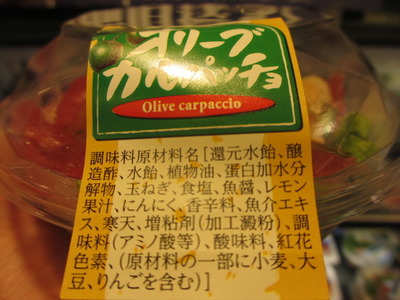 オリーブ
カルパッチョ
Olive carpaccio
調味料原材料名[還元水飴、醸
造酢、水飴、植物油、蛋白加水分
解物、玉ねぎ、食塩、魚醤、レモン
果汁、にんにく、香辛料、魚介エキ
ス、寒天、増粘剤(加工澱粉)、調
味料(アミノ酸等)、酸味料、紅花
色素、(原材料の一部に小麦、大
豆、りんごを含む)]